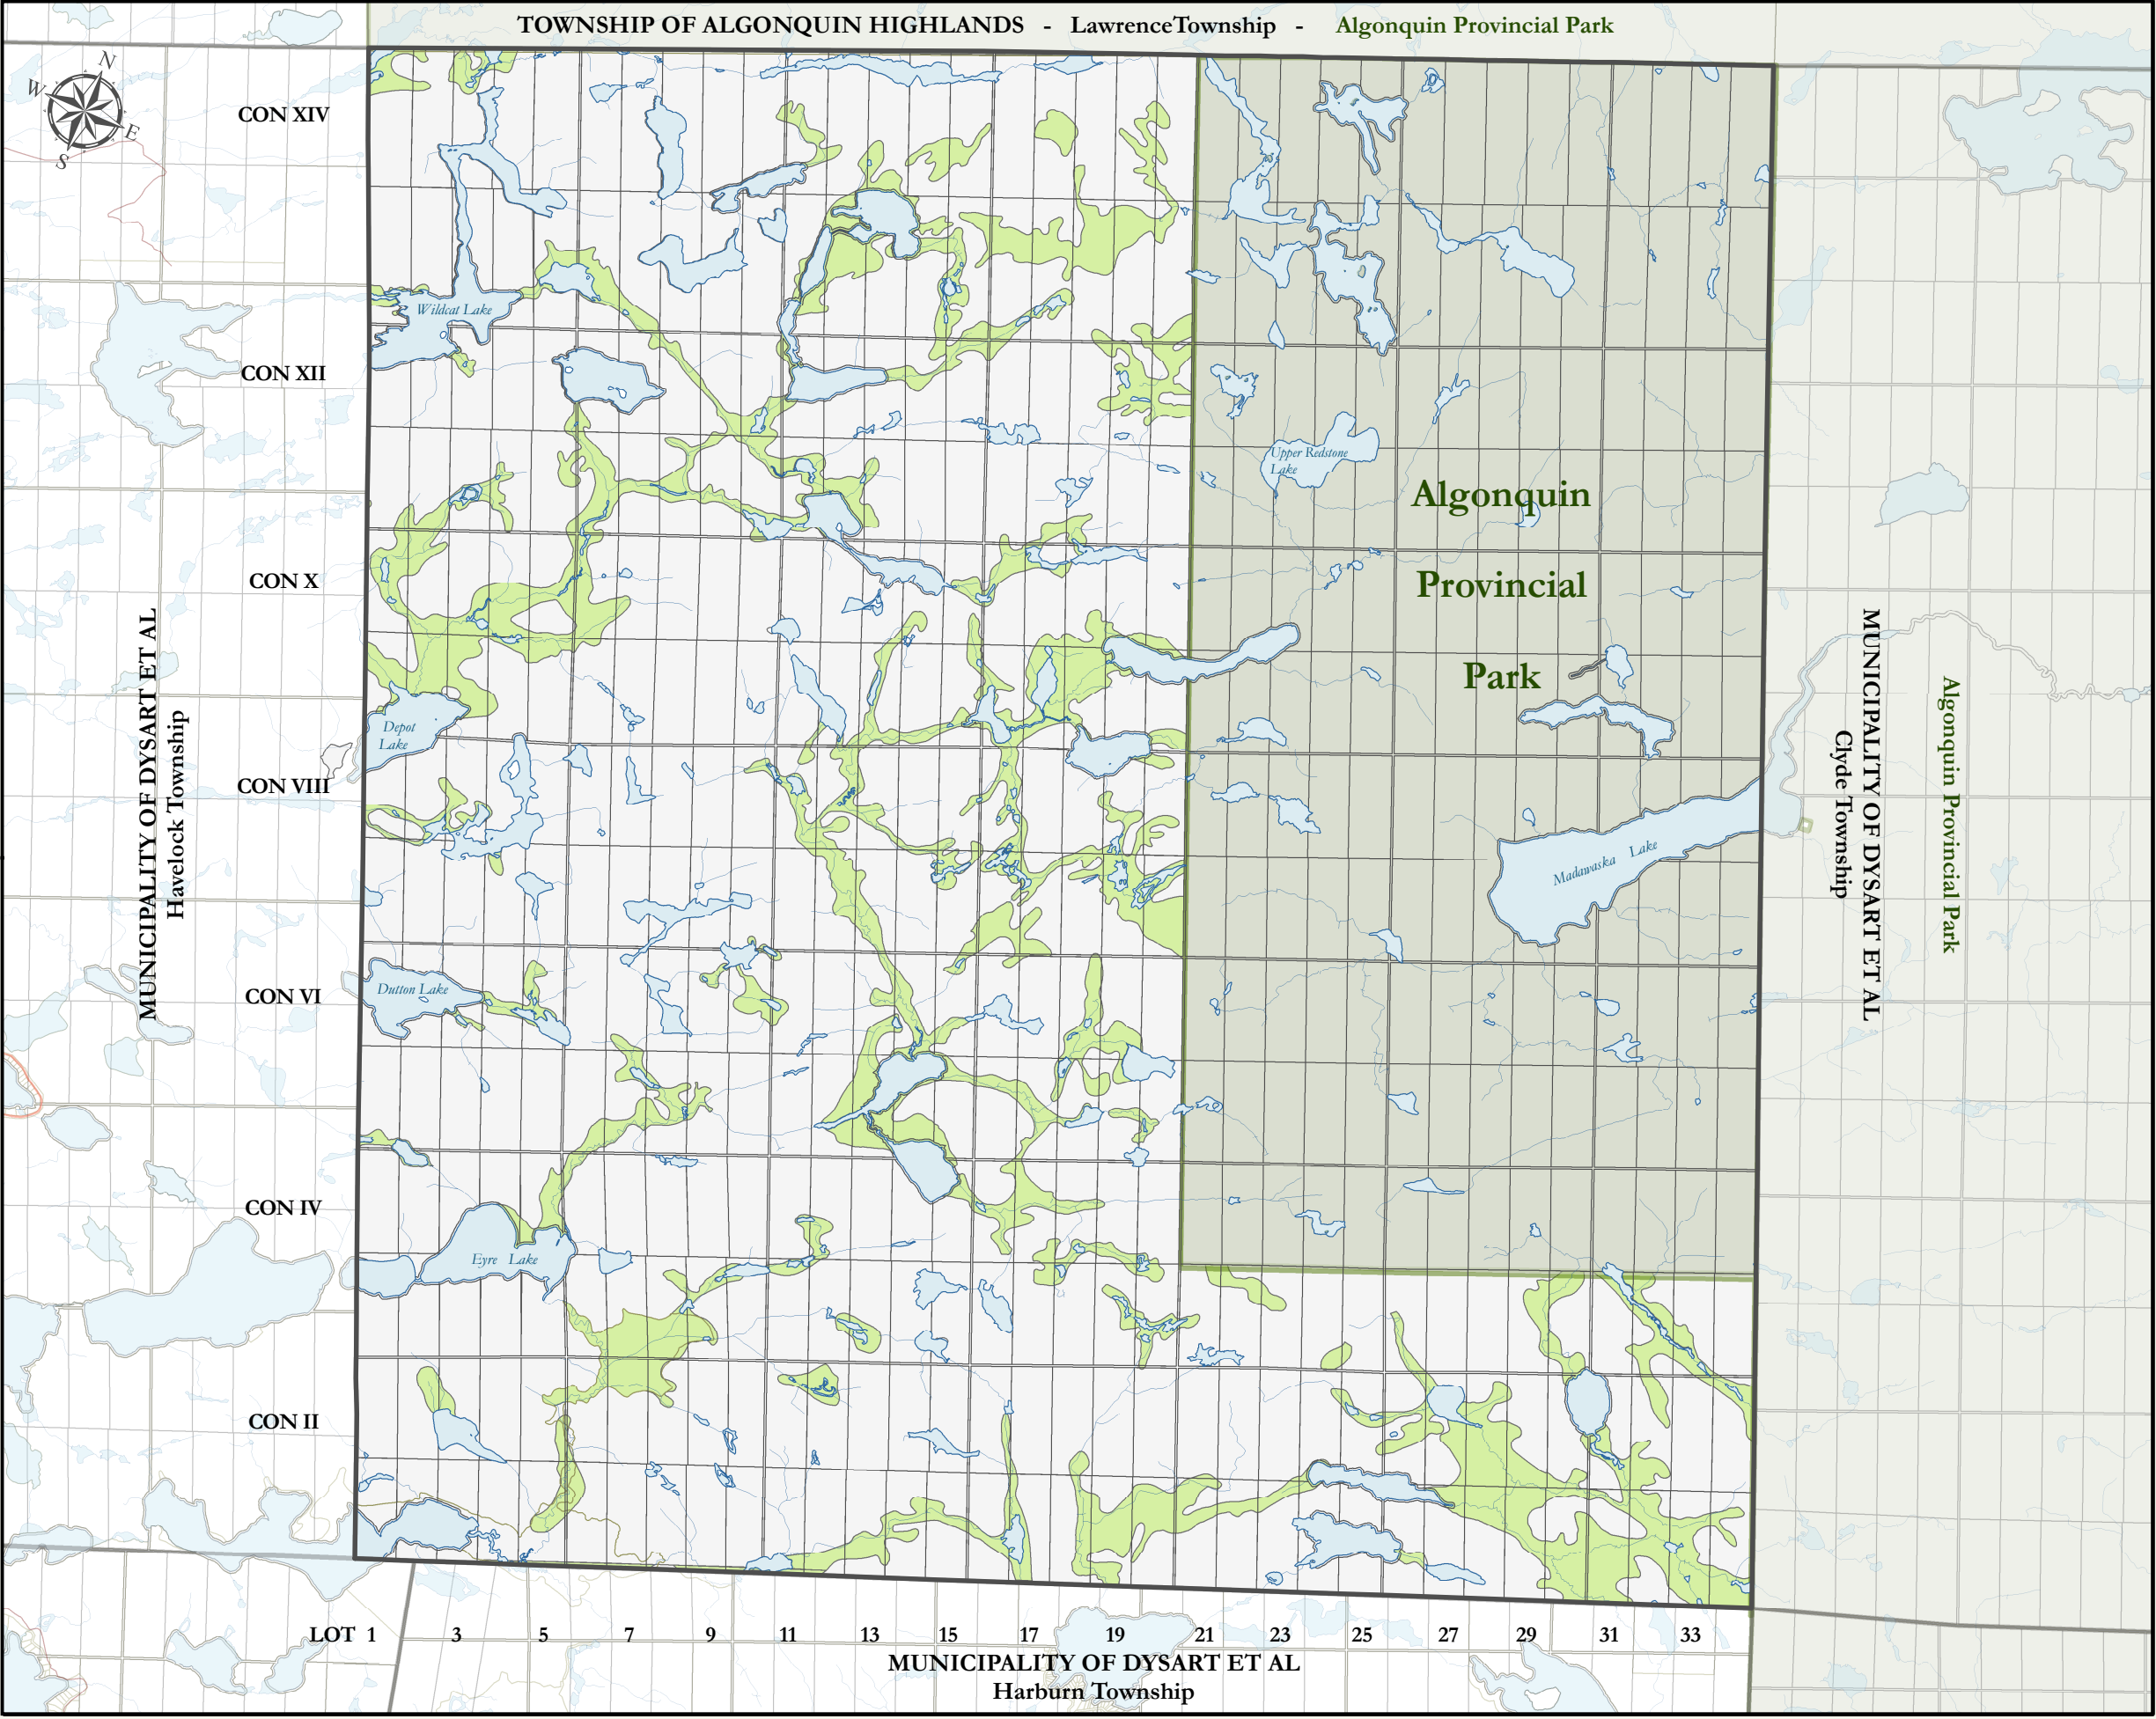 TOWNSHIP OF ALGONQUIN HIGHLANDS - LawrenceTownship - Algonquin Provincial Park
N
W
E
S
CON XIV
Wildcat Lake
CON XII
Upper Redstone
Lake
Algonquin
CON X
Provincial
Park
Depot
Lake
CON VIII
MUNICIPALITY OF DYSART ET AL
Havelock Township
Madawaska Lake
MUNICIPALITY OF DYSART ET AL
Clyde Township
Algonquin Provincial Park
Dutton Lake
CON VI
CON IV
Eyre Lake
CON II
LOT 1 3 5 7 9 11 13 15 17 19 21 23 25 27 29 31 33
MUNICIPALITY OF DYSART ET AL
Harburn Township